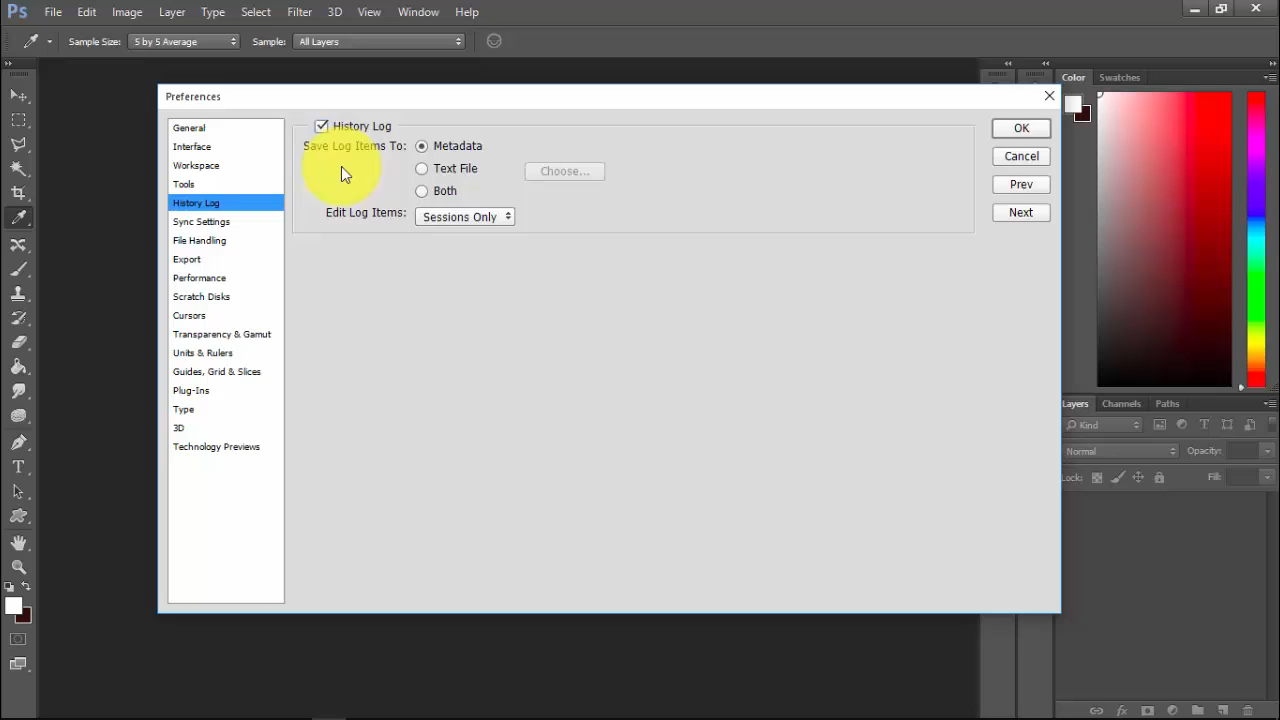 Ps File Edit Image Layer Type Select Filter 3D View Window Help
Sample Size: 5 by 5 Average Sample: All Layers
Preferences
General
Interface
Workspace
Tools
History Log
Sync Settings
File Handling
Export
Performance
Scratch Disks
Cursors
Transparency & Gamut
Units & Rulers
Guides, Grid & Slices
Plug-Ins
Type
3D
Technology Previews
History Log
Save Log Items To: Metadata
Text File Choose...
Both
Edit Log Items: Sessions Only
OK
Cancel
Prev
Next
Color Swatches
Layers Channels Paths
Kind
Normal Opacity:
Lock: Fill: